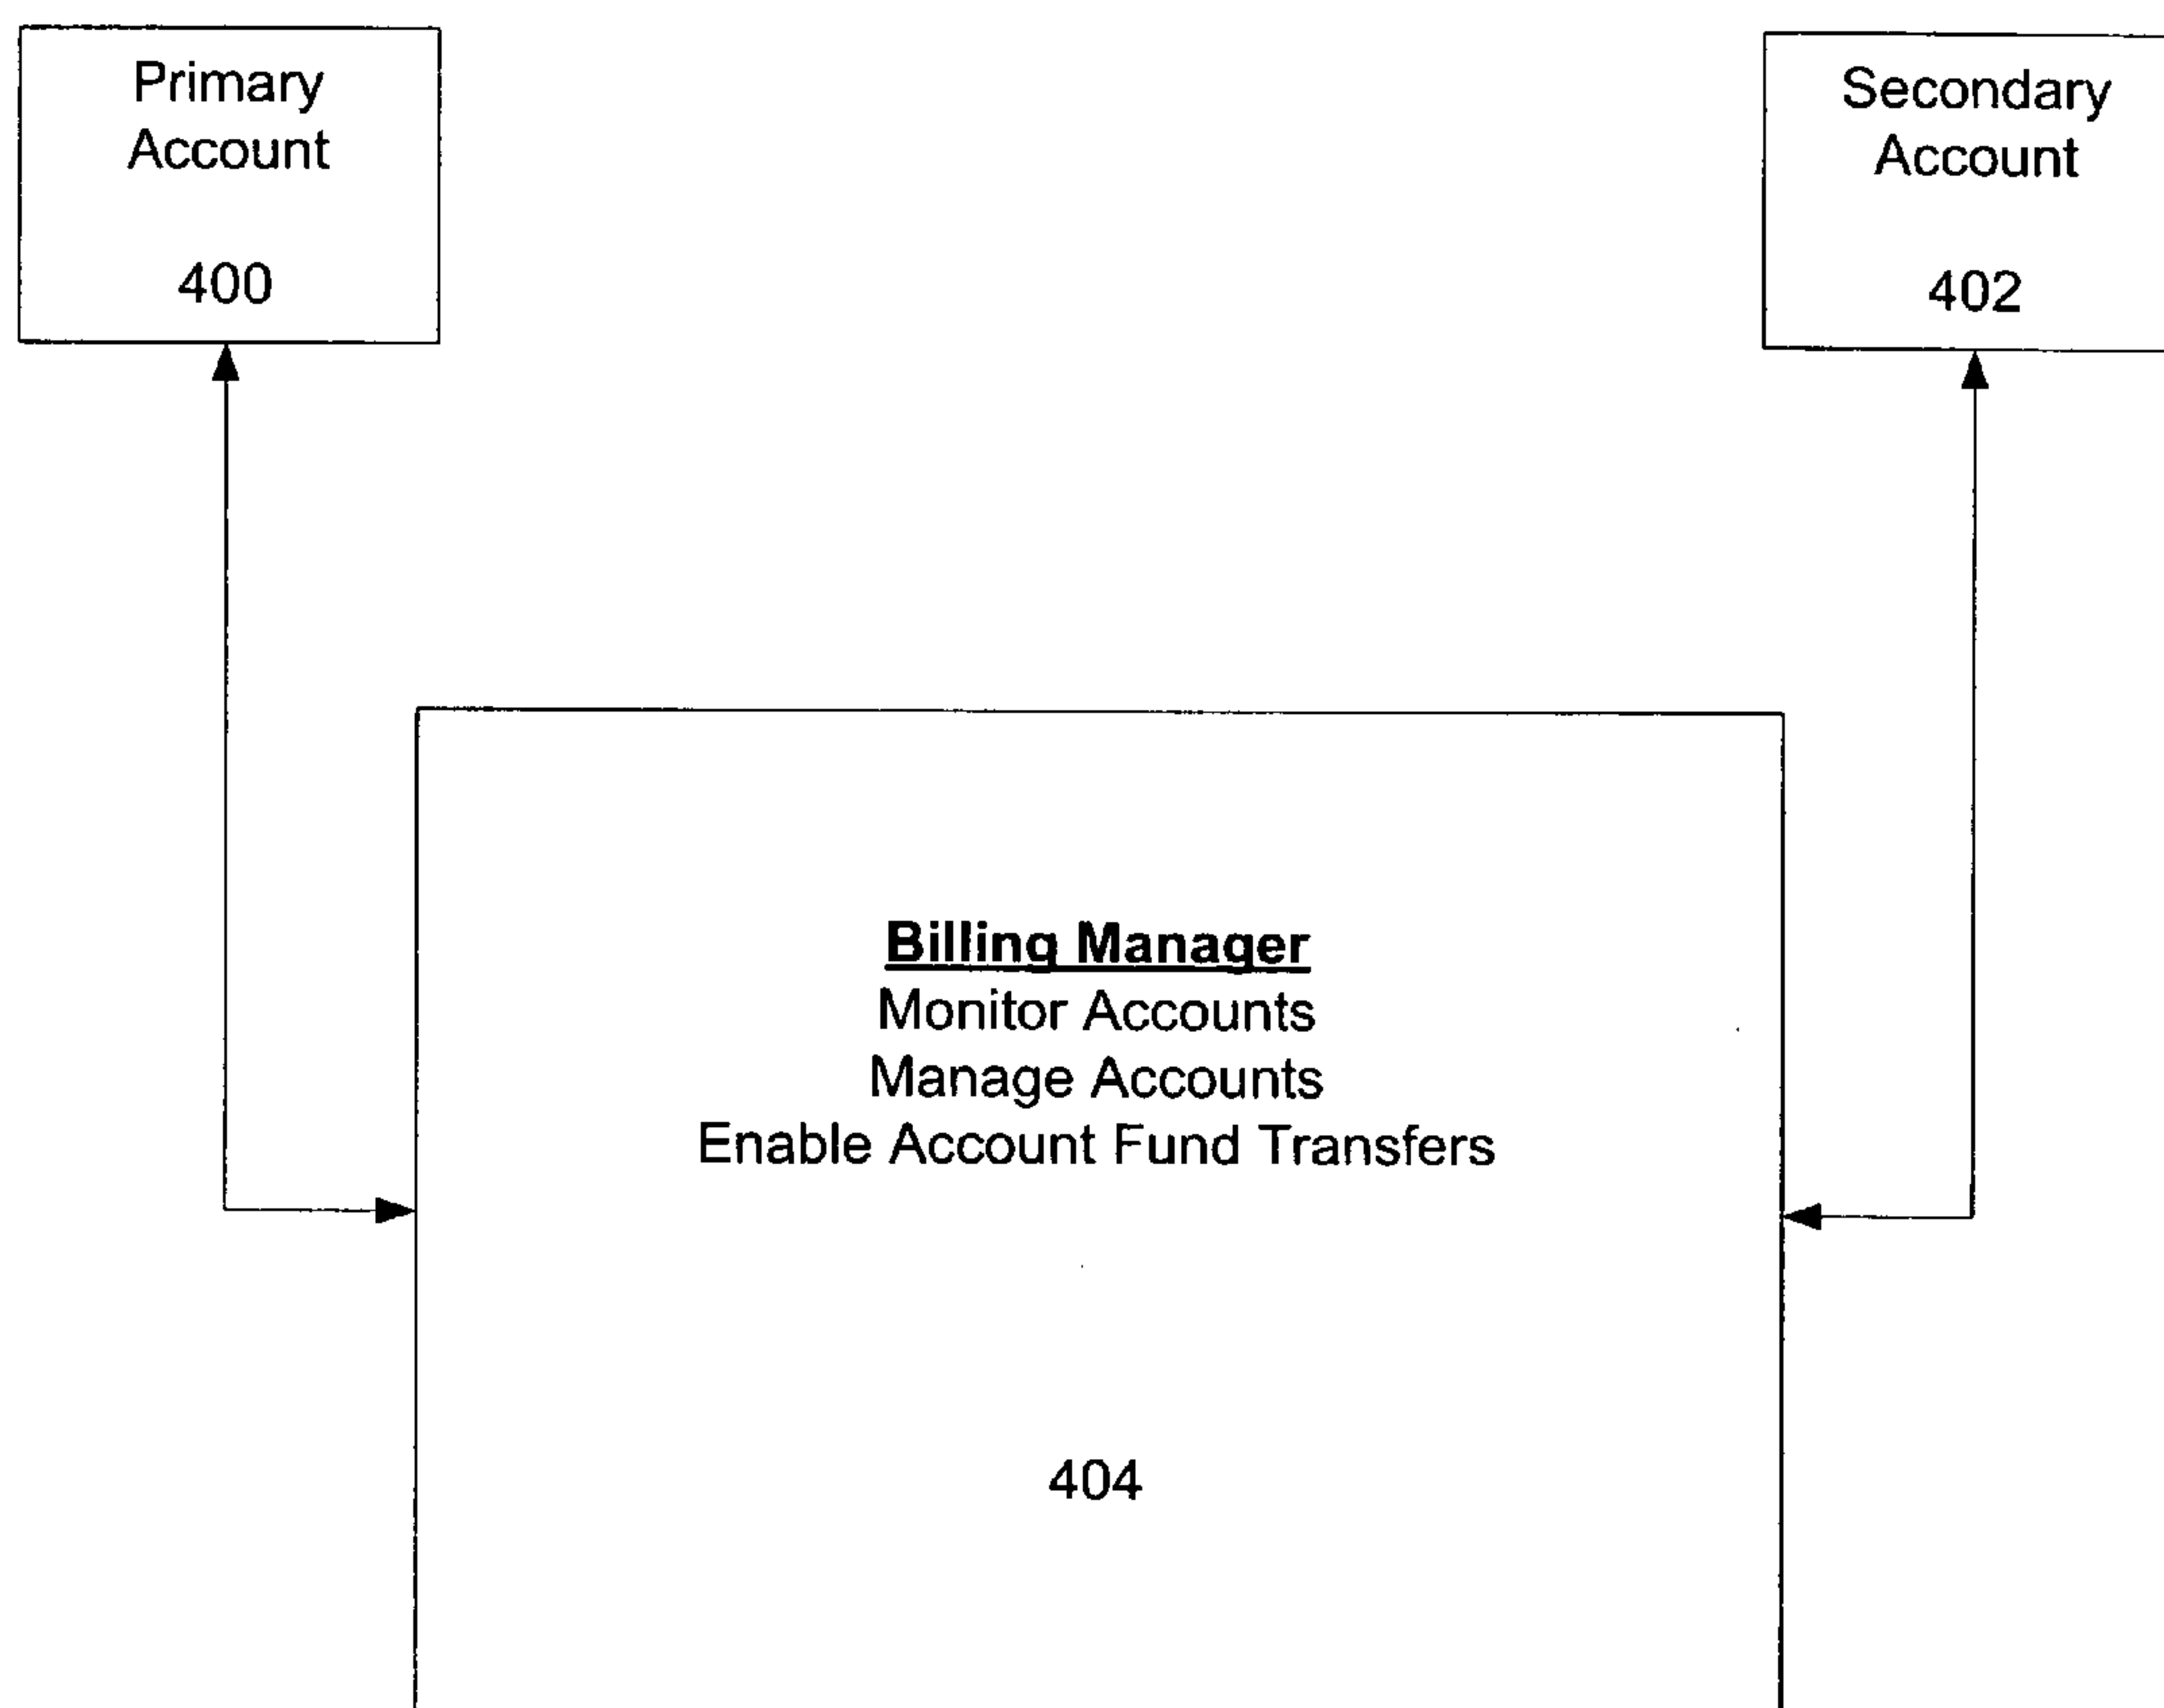 Primary
Account
400
Secondary
Account
402
Billing Manager
Monitor Accounts
Manage Accounts
Enable Account Fund Transfers
404